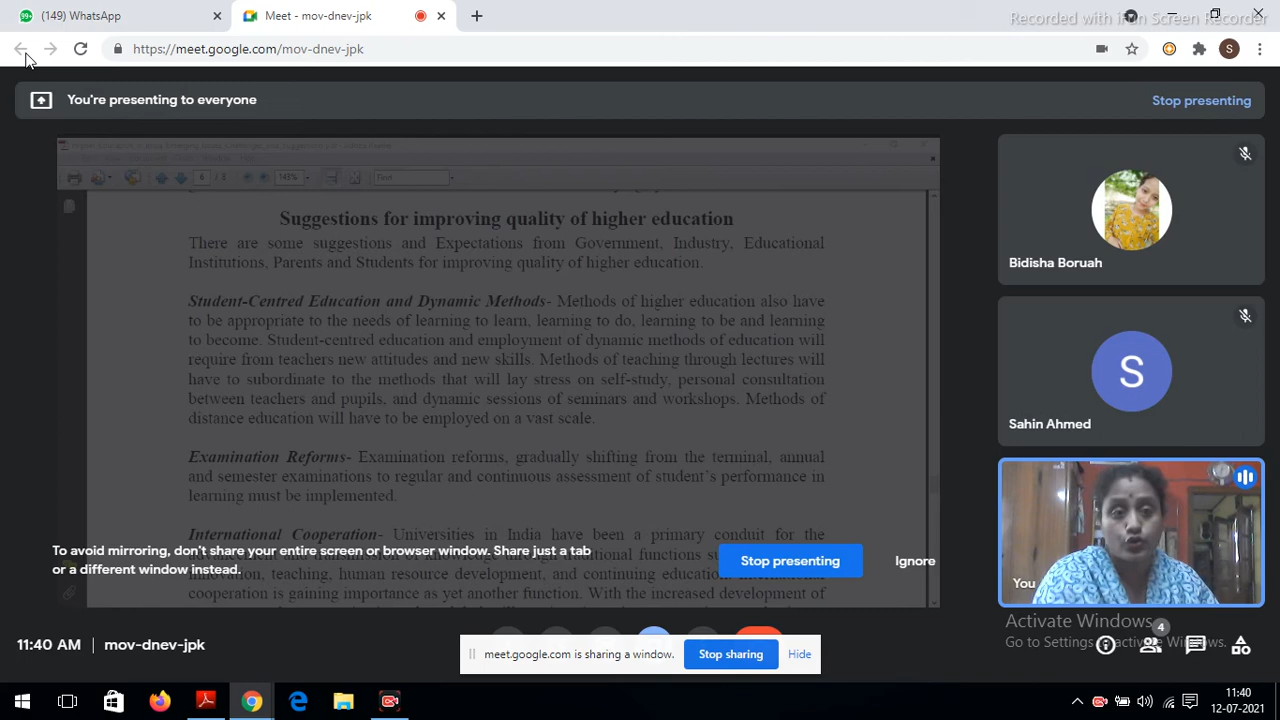 99+ (149) WhatsApp
Meet - mov-dnev-jpk
Recorded with iFun Screen Recorder
https://meet.google.com/mov-dnev-jpk
S
You're presenting to everyone
Stop presenting
6 / 8
143%
Find
Suggestions for improving quality of higher education
There are some suggestions and Expectations from Government, Industry, Educational
Institutions, Parents and Students for improving quality of higher education.
Student-Centred Education and Dynamic Methods- Methods of higher education also have
to be appropriate to the needs of learning to learn, learning to do, learning to be and learning
to become. Student-centred education and employment of dynamic methods of education will
require from teachers new attitudes and new skills. Methods of teaching through lectures will
have to subordinate to the methods that will lay stress on self-study, personal consultation
between teachers and pupils, and dynamic sessions of seminars and workshops. Methods of
distance education will have to be employed on a vast scale.
Examination Reforms- Examination reforms, gradually shifting from the terminal, annual
and semester examinations to regular and continuous assessment of student's performance in
learning must be implemented.
International Cooperation- Universities in India have been a primary conduit for the
innovation, teaching, human resource development, and continuing education.
cooperation is gaining importance as yet another function. With the increased development of
To avoid mirroring, don't share your entire screen or browser window. Share just a tab
or a different window instead.
Stop presenting
Ignore
Bidisha Boruah
S
Sahin Ahmed
You
Activate Windows
Go to Settings to activate Windows.
4
11:40 AM
mov-dnev-jpk
meet.google.com is sharing a window.
Stop sharing
Hide
11:40
12-07-2021